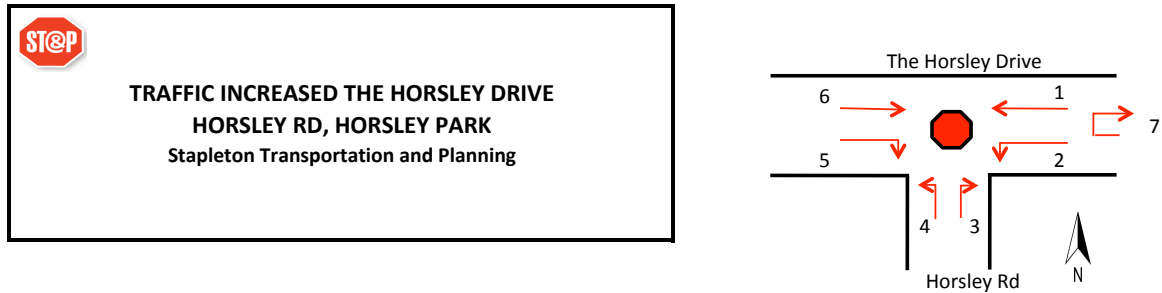 ST&P
TRAFFIC INCREASED THE HORSLEY DRIVE
HORSLEY RD, HORSLEY PARK
Stapleton Transportation and Planning
The Horsley Drive
6
1
7
5
2
4
3
Horsley Rd
N